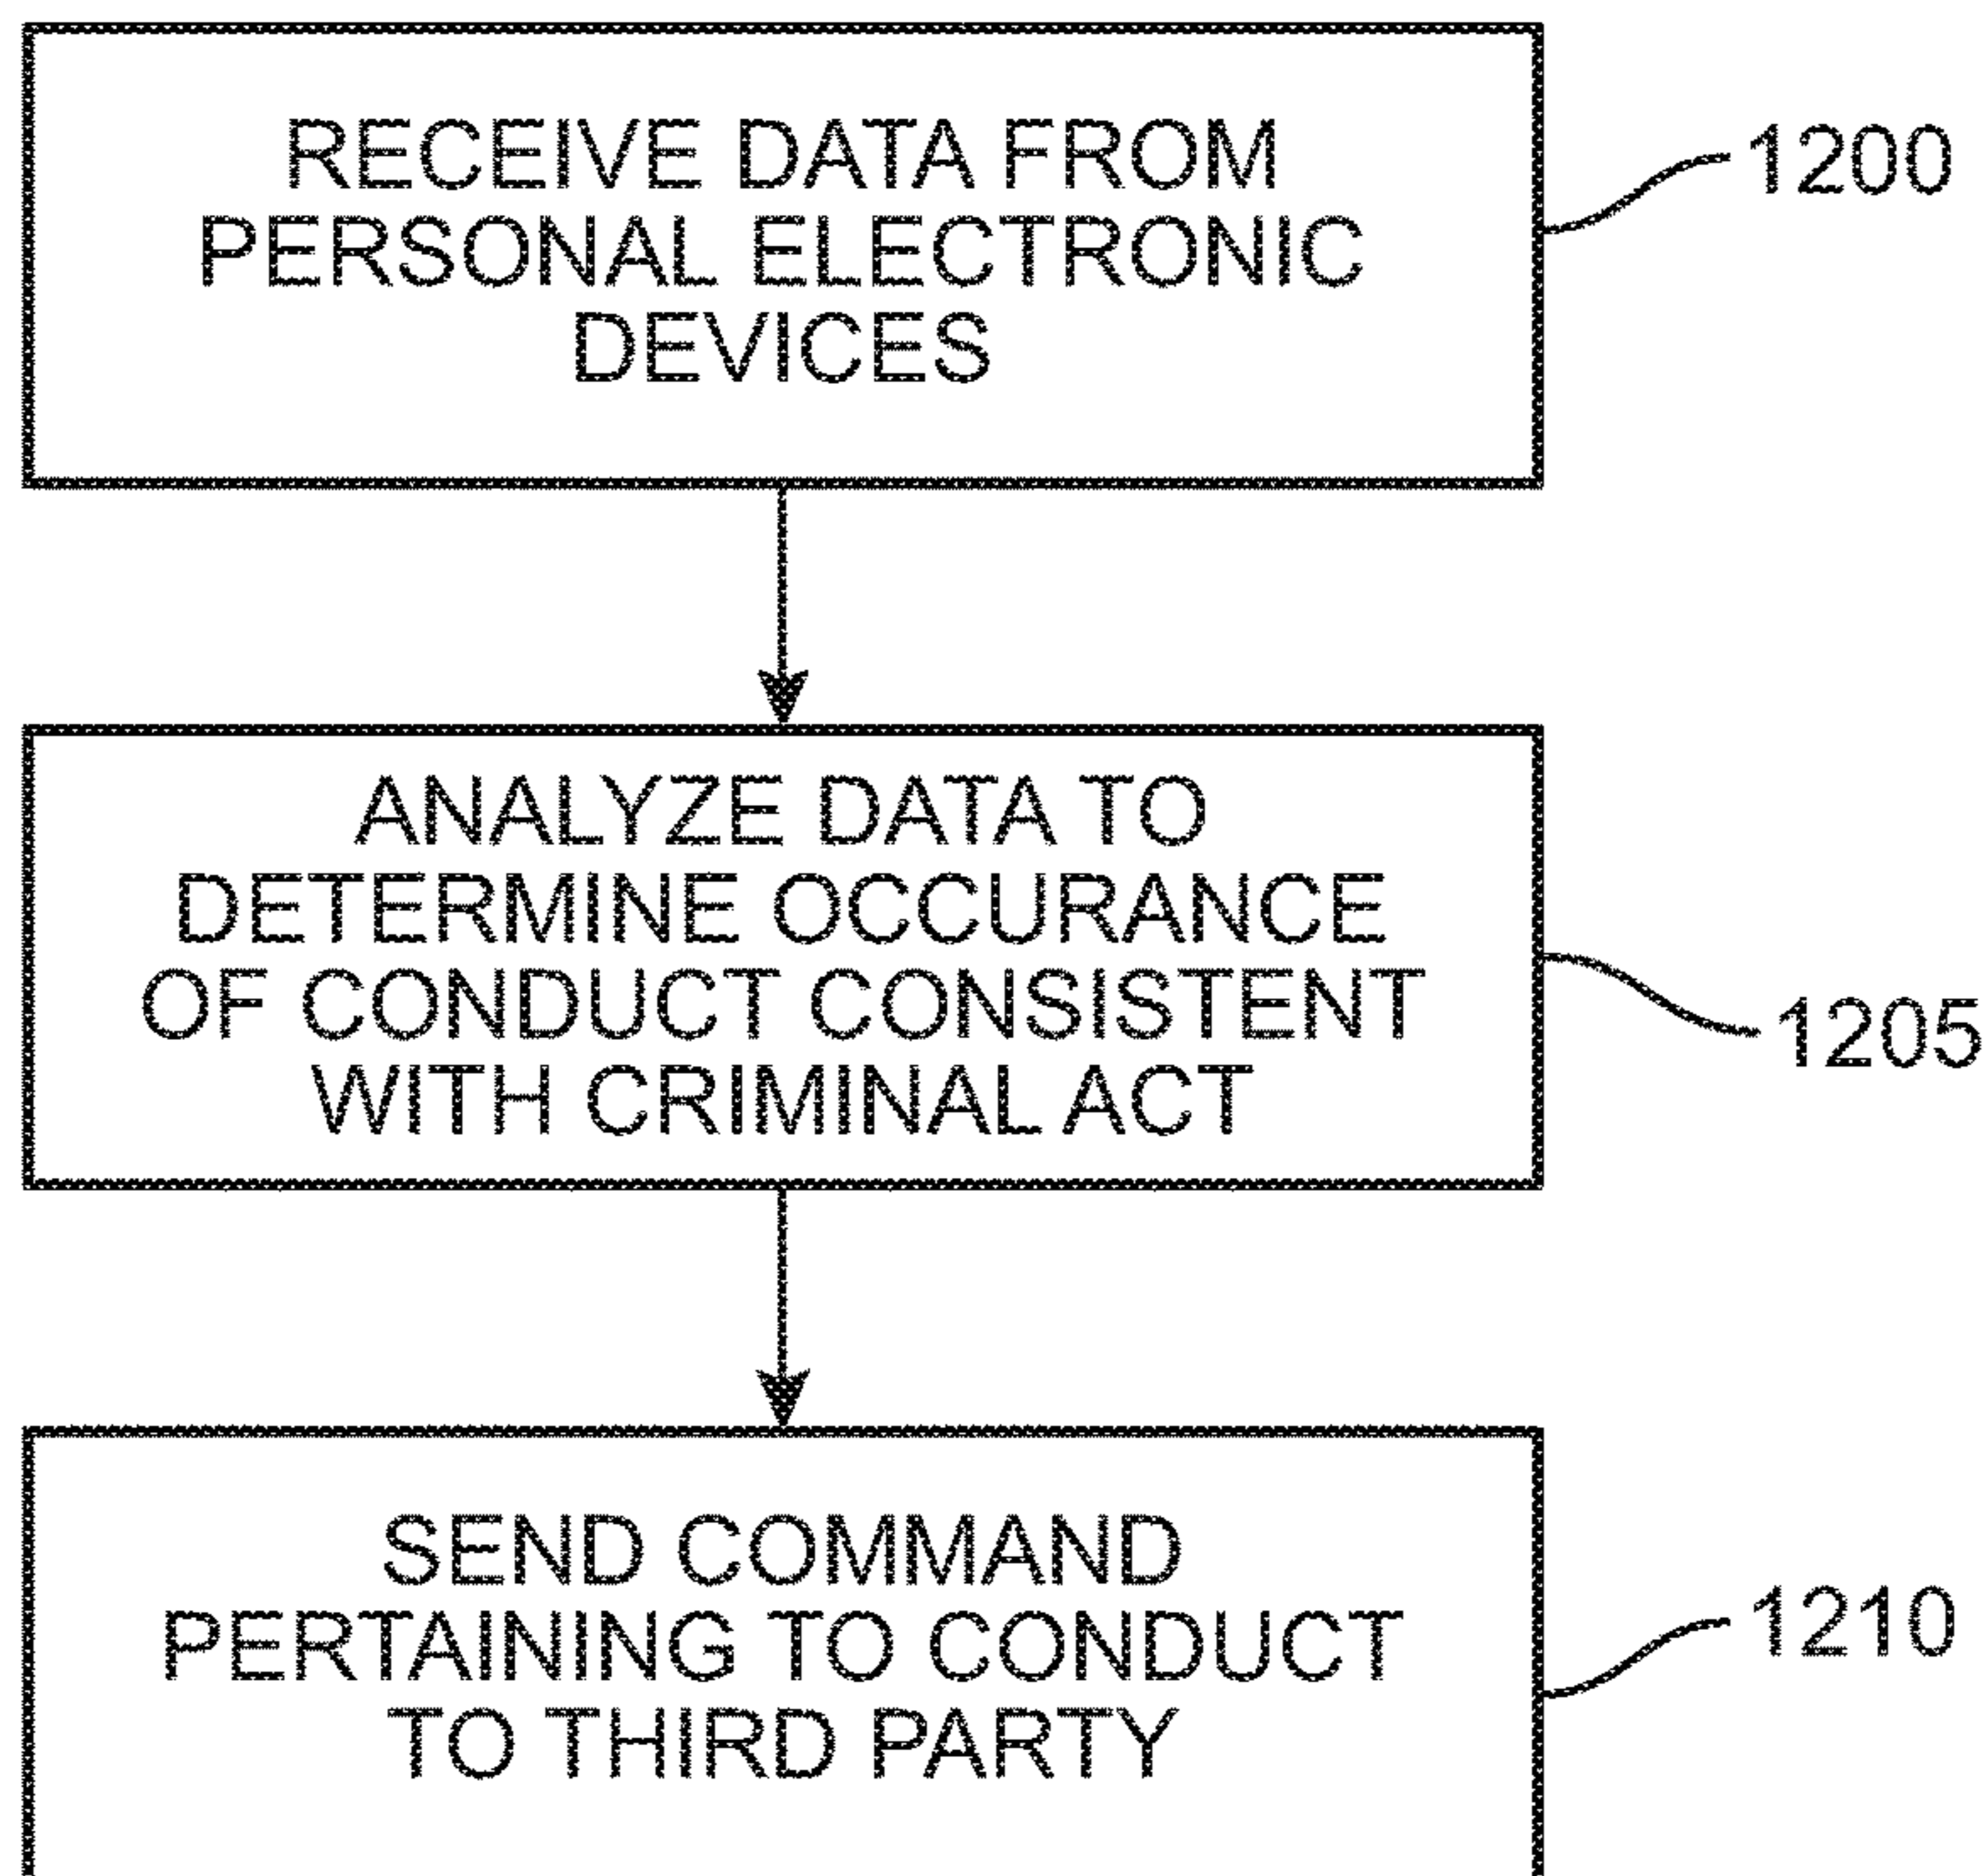 RECEIVE DATA FROM
PERSONAL ELECTRONIC
DEVICES
1200
ANALYZE DATA TO
DETERMINE OCCURANCE
OF CONDUCT CONSISTENT
WITH CRIMINAL ACT
1205
SEND COMMAND
PERTAINING TO CONDUCT
TO THIRD PARTY
1210